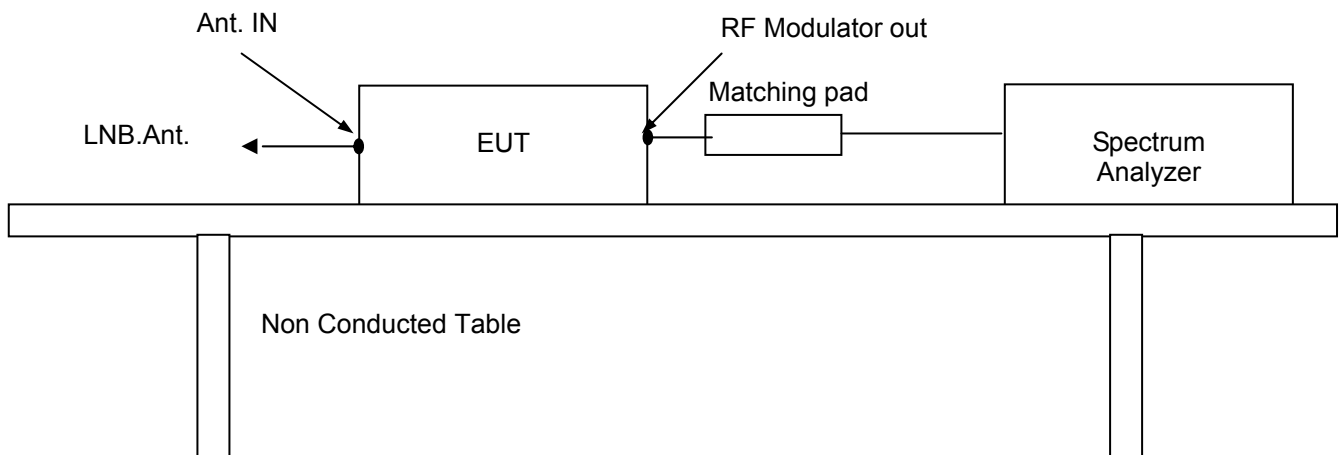 Ant. IN
RF Modulator out
Matching pad
LNB.Ant.
EUT
Spectrum
Analyzer
Non Conducted Table